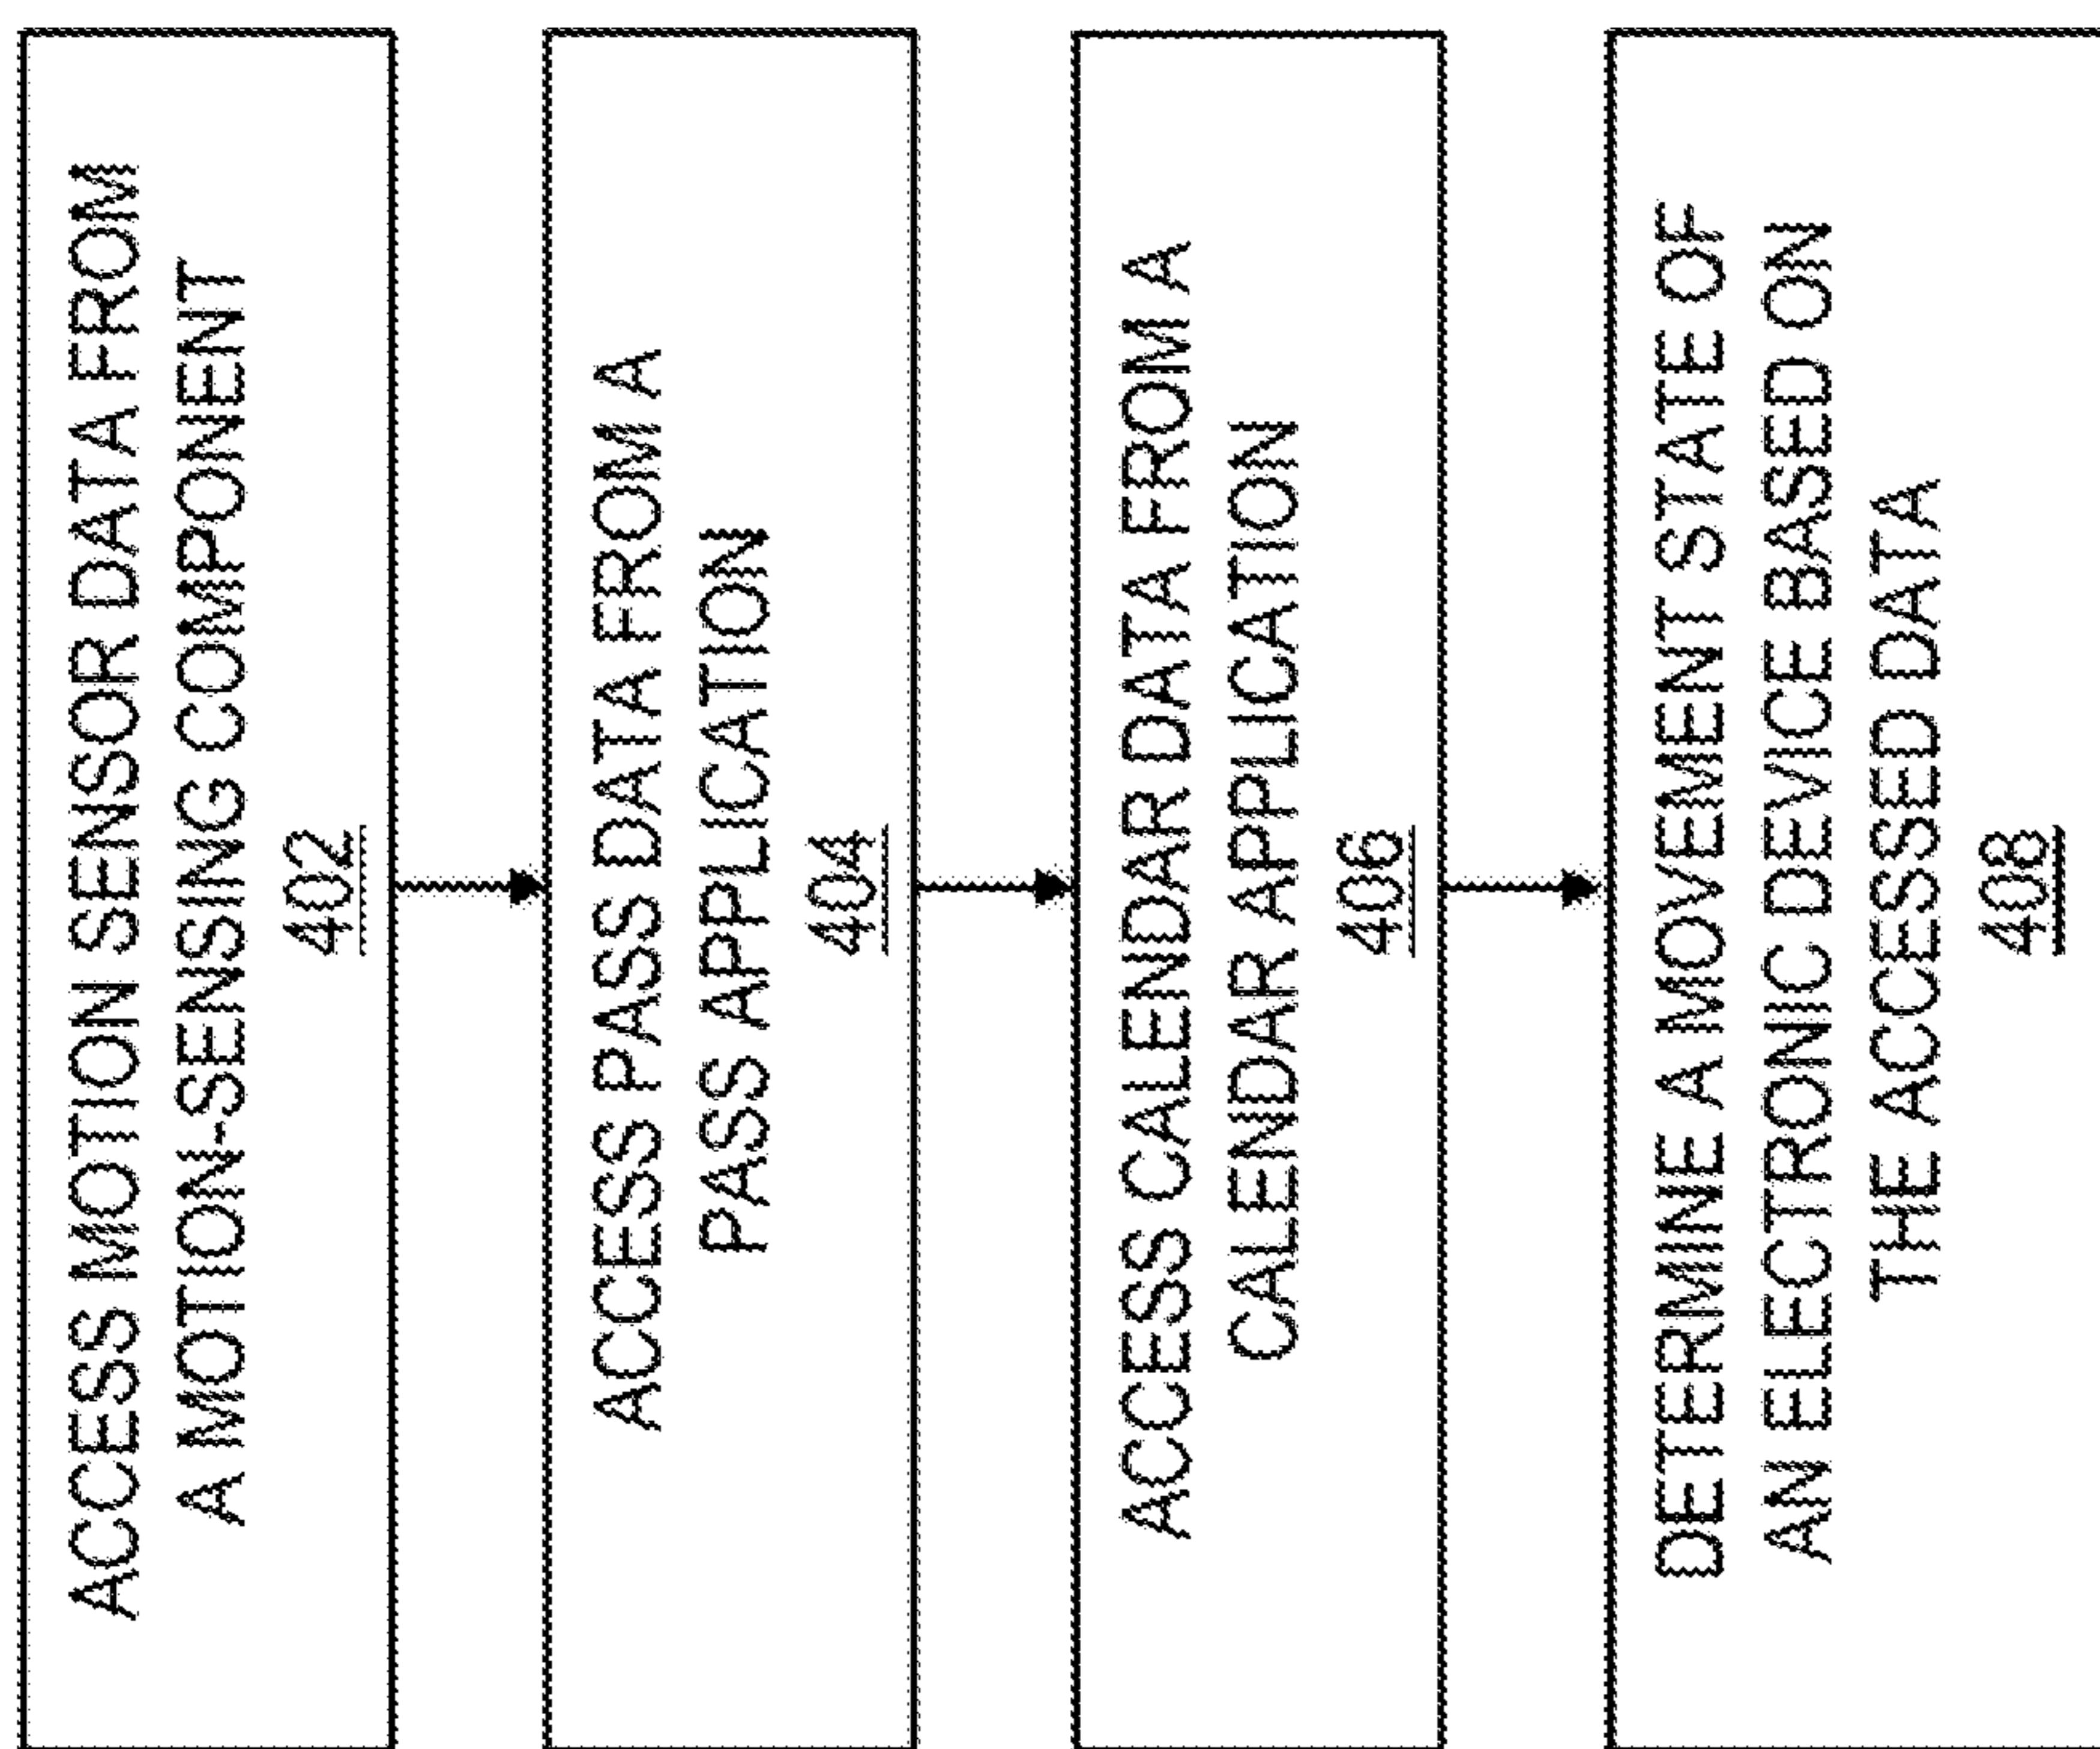 ACCESS MOTION SENSOR DATA FROM
A MOTION-SENSING COMPONENT
402
ACCESS PASS DATA FROM A
PASS APPLICATION
404
ACCESS CALENDAR DATA FROM A
CALENDAR APPLICATION
406
DETERMINE A MOVEMENT STATE OF
AN ELECTRONIC DEVICE BASED ON
THE ACCESSED DATA
408